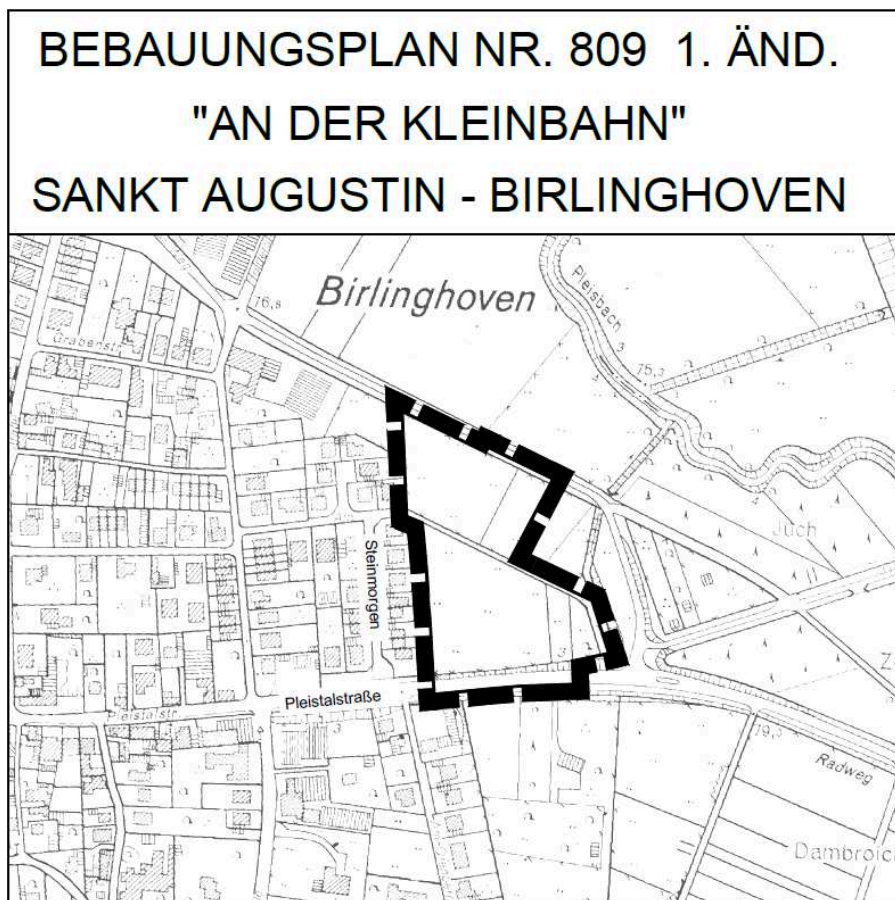 BEBAUUNGSPLAN NR. 809 1. ÄND.
"AN DER KLEINBAHN"
SANKT AUGUSTIN - BIRLINGHOVEN
76,8
Birlinghoven
Pleisbach
Grabenstr.
75,3
Juch
Steinmorgen
Pleistalstraße
Pleistalstr.
79,3
Radweg
Dambroic